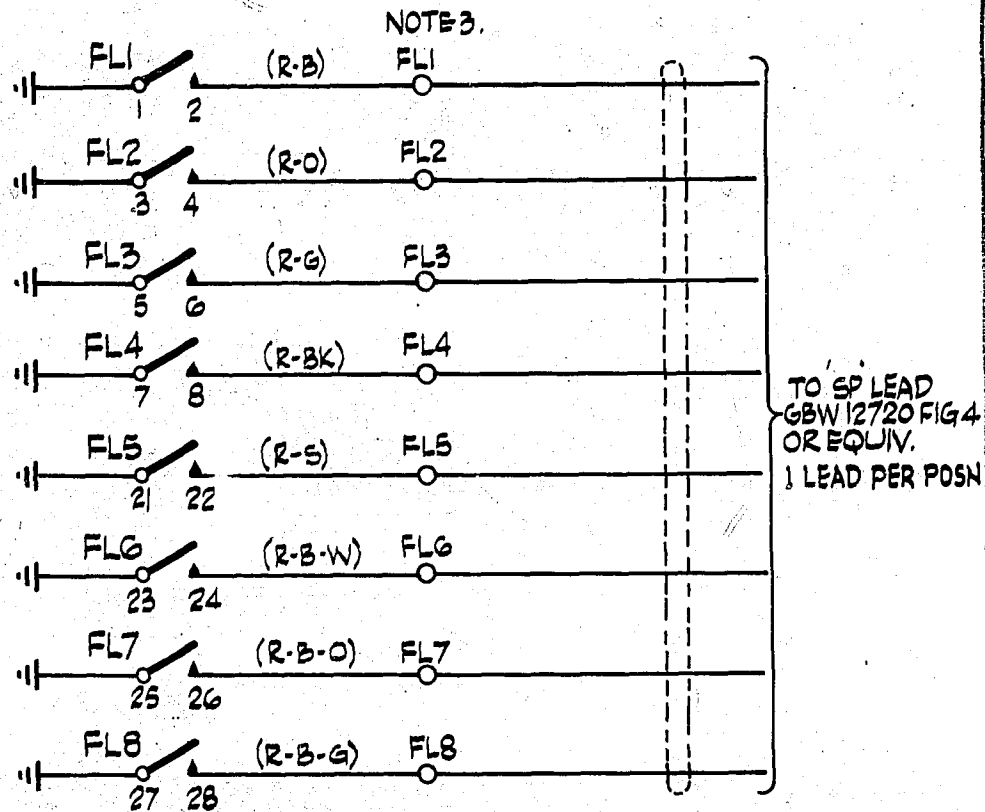 NOTE 3.
FL1 (R-B) FL1
1 2
FL2 (R-O) FL2
3 4
FL3 (R-G) FL3
5 6
FL4 (R-BK) FL4
7 8
FL5 (R-S) FL5
21 22
FL6 (R-B-W) FL6
23 24
FL7 (R-B-O) FL7
25 26
FL8 (R-B-G) FL8
27 28
TO 'SP' LEAD
GBW 12720 FIG 4
OR EQUIV.
1 LEAD PER POSN